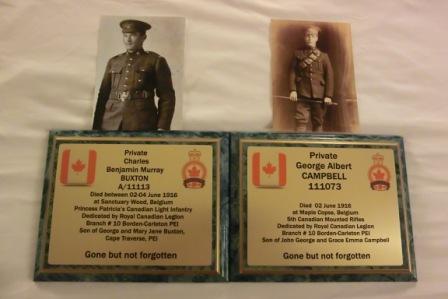 Private
Charles
Benjamin Murray
BUXTON
A/11113
Died between 02-04 June 1916
at Sanctuary Wood, Belgium
Princess Patricia's Canadian Light Infantry
Dedicated by Royal Canadian Legion
Branch # 10 Borden-Carleton PEI
Son of George and Mary Jane Buxton,
Cape Traverse, PEI
Gone but not forgotten
Private
George Albert
CAMPBELL
111073
Died 02 June 1916
at Maple Copse, Belgium
5th Canadian Mounted Rifles
Dedicated by Royal Canadian Legion
Branch # 10 Borden-Carleton PEI
Son of John George and Grace Emma Campbell
Gone but not forgotten